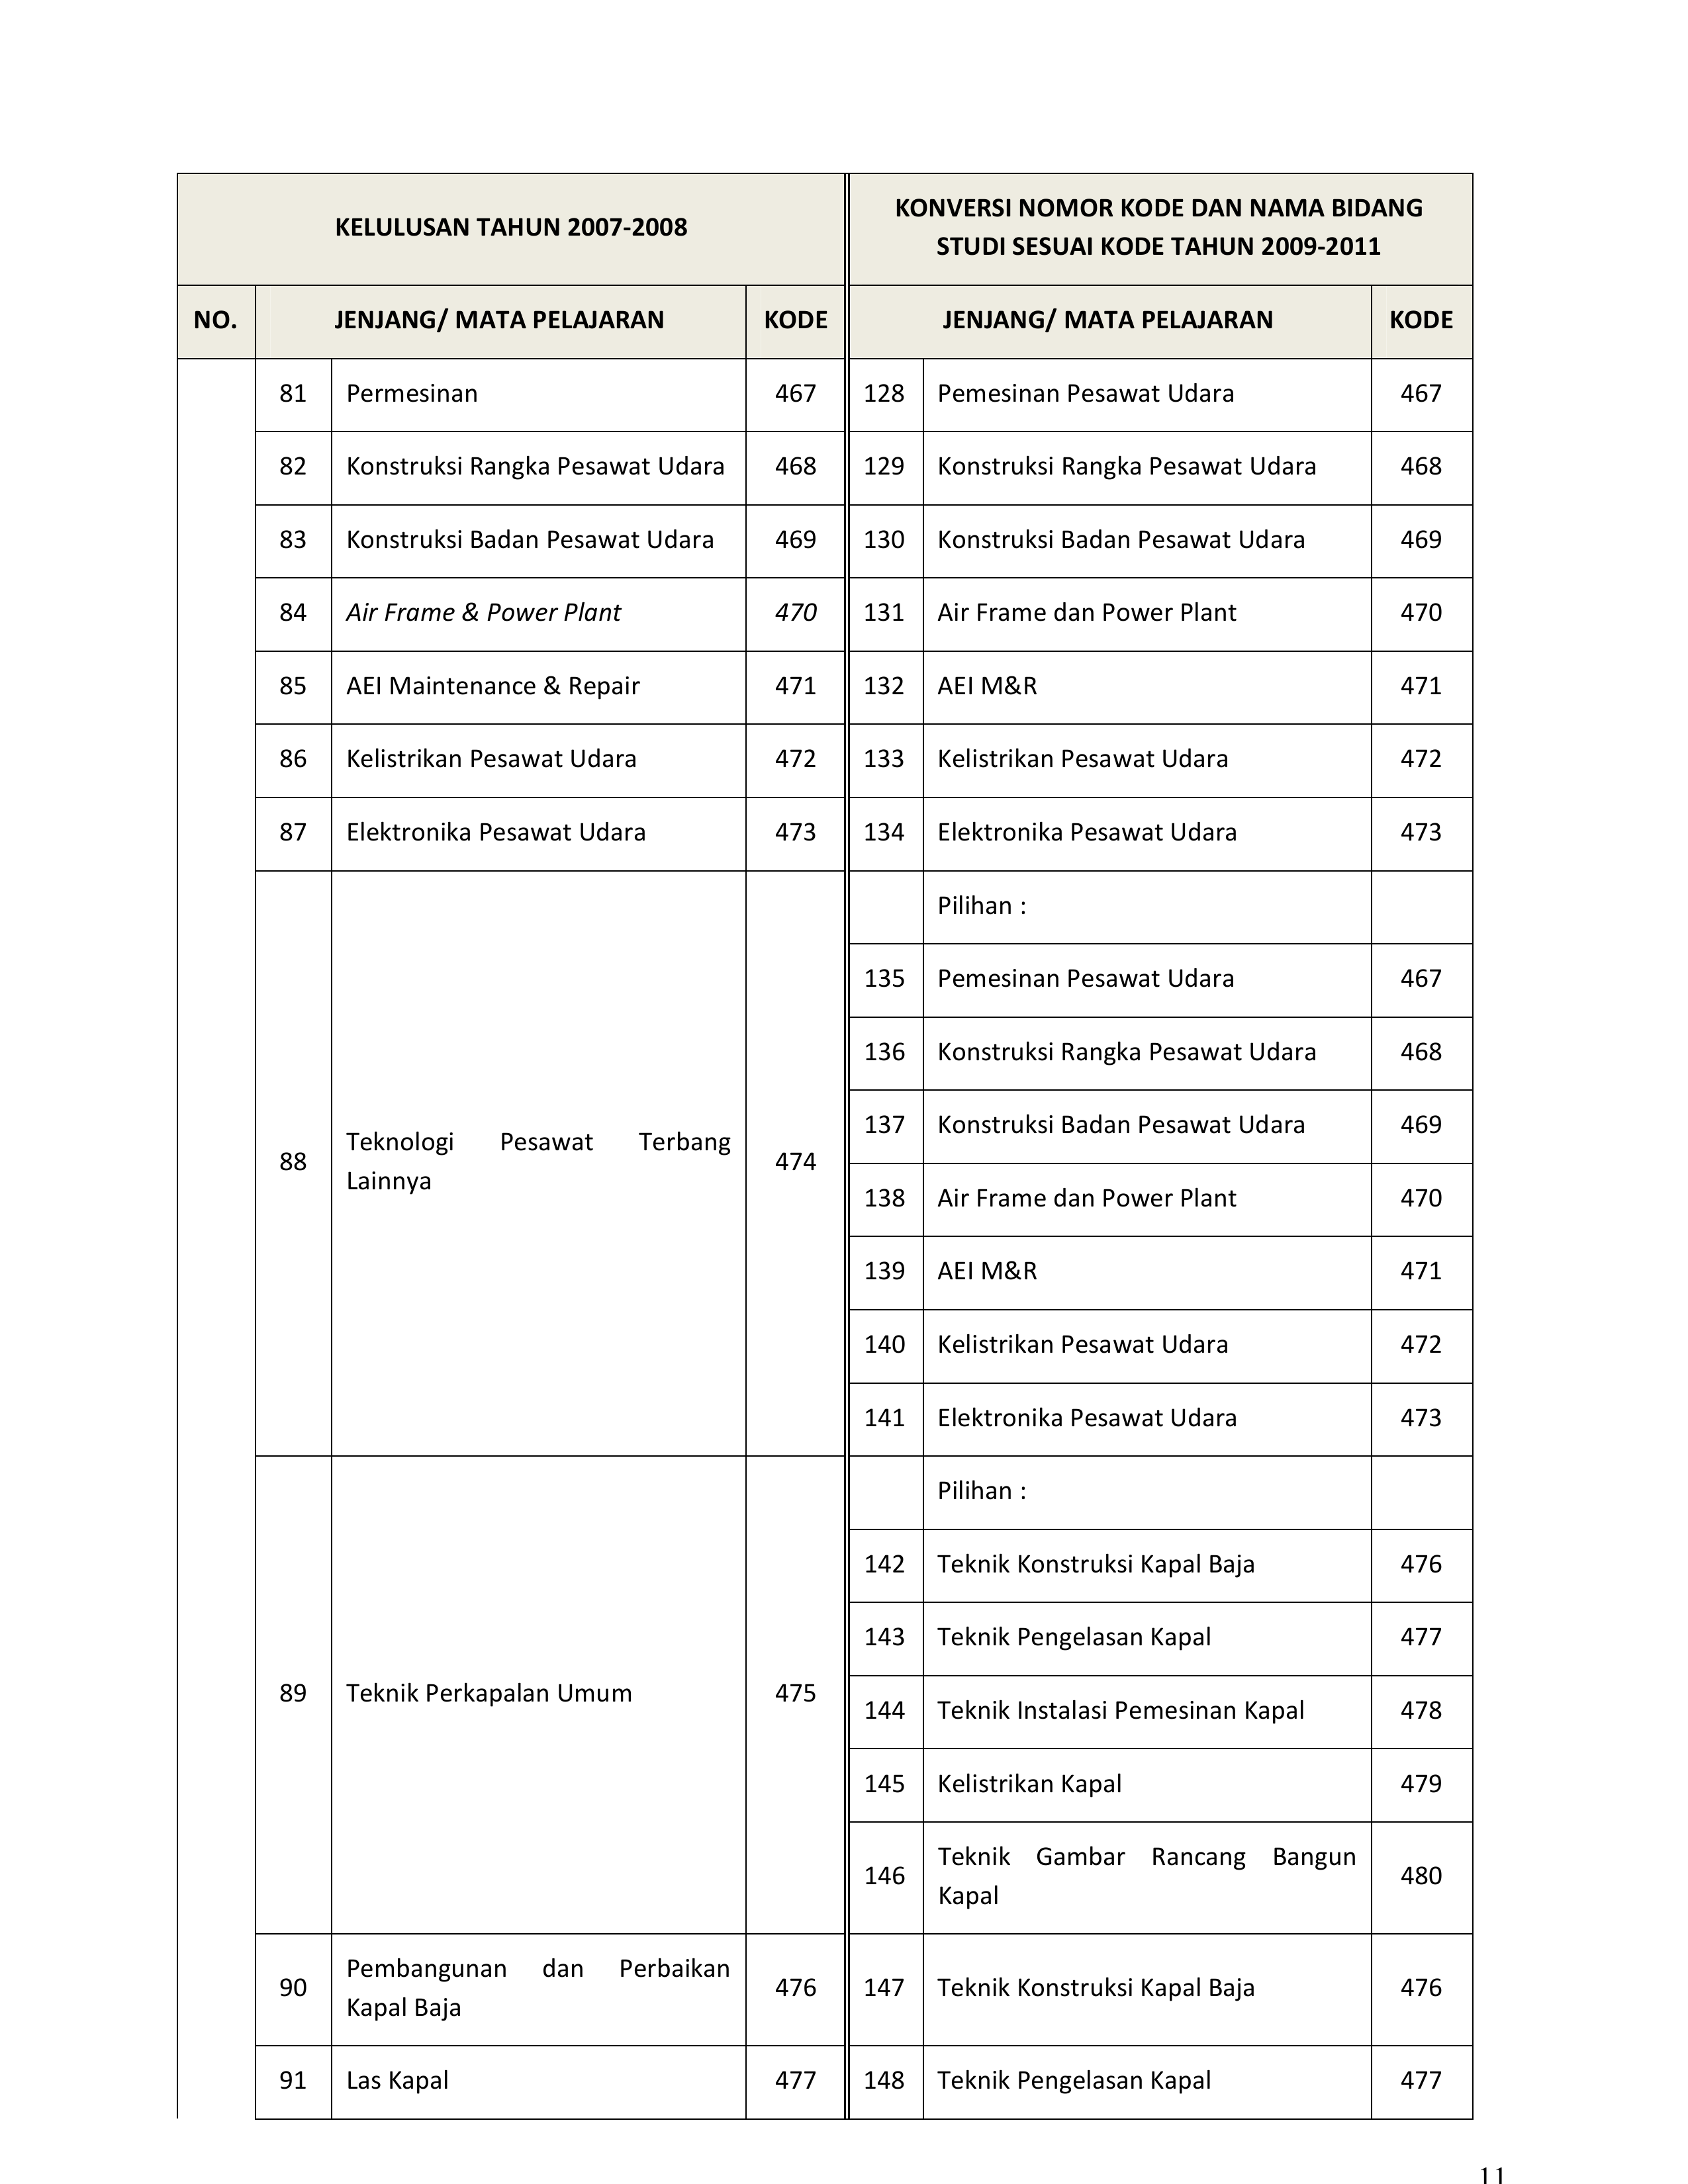 KELULUSAN TAHUN 2007-2008
KONVERSI NOMOR KODE DAN NAMA BIDANG
STUDI SESUAI KODE TAHUN 2009-2011
NO. JENJANG/ MATA PELAJARAN KODE JENJANG/ MATA PELAJARAN KODE
81 Permesinan 467 128 Pemesinan Pesawat Udara 467
82 Konstruksi Rangka Pesawat Udara 468 129 Konstruksi Rangka Pesawat Udara 468
83 Konstruksi Badan Pesawat Udara 469 130 Konstruksi Badan Pesawat Udara 469
84 Air Frame & Power Plant 470 131 Air Frame dan Power Plant 470
85 AEI Maintenance & Repair 471 132 AEI M&R 471
86 Kelistrikan Pesawat Udara 472 133 Kelistrikan Pesawat Udara 472
87 Elektronika Pesawat Udara 473 134 Elektronika Pesawat Udara 473
88 Teknologi Pesawat Terbang
Lainnya 474
Pilihan :
135 Pemesinan Pesawat Udara 467
136 Konstruksi Rangka Pesawat Udara 468
137 Konstruksi Badan Pesawat Udara 469
138 Air Frame dan Power Plant 470
139 AEI M&R 471
140 Kelistrikan Pesawat Udara 472
141 Elektronika Pesawat Udara 473
89 Teknik Perkapalan Umum 475
Pilihan :
142 Teknik Konstruksi Kapal Baja 476
143 Teknik Pengelasan Kapal 477
144 Teknik Instalasi Pemesinan Kapal 478
145 Kelistrikan Kapal 479
146 Teknik Gambar Rancang Bangun
Kapal 480
90 Pembangunan dan Perbaikan
Kapal Baja 476 147 Teknik Konstruksi Kapal Baja 476
91 Las Kapal 477 148 Teknik Pengelasan Kapal 477
11